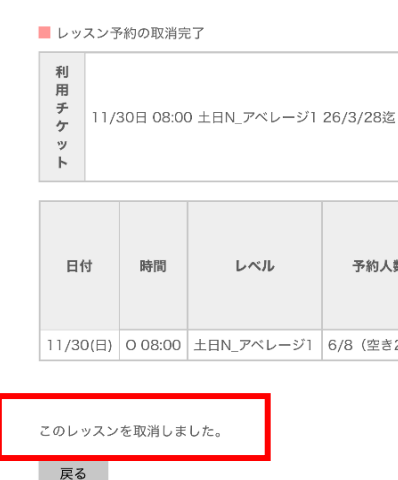 レッスン予約の取消完了
利用チケット
11/30日 08:00 土日N_アベレージ1 26/3/28迄
日付 時間 レベル 予約人
11/30(日) O 08:00 土日N_アベレージ1 6/8（空き
このレッスンを取消しました。
戻る